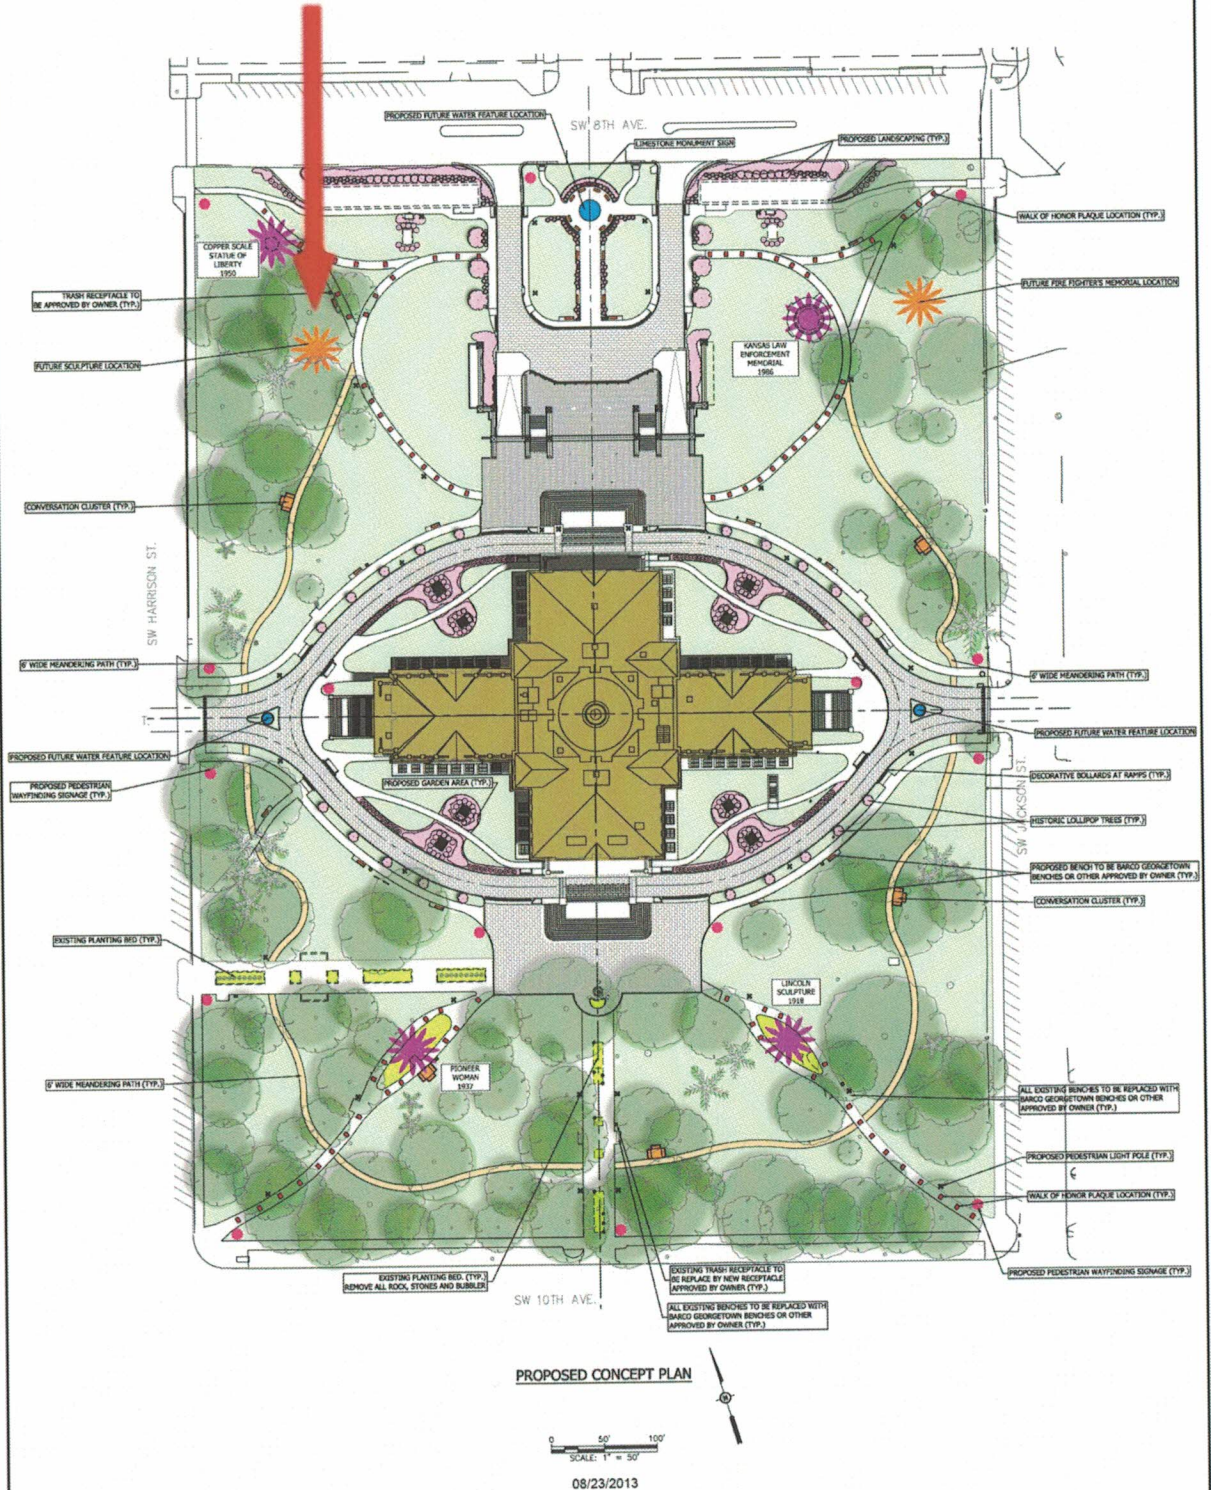 PROPOSED FUTURE WATER FEATURE LOCATION
SW 8TH AVE.
LIMESTONE MONUMENT SIGN
PROPOSED LANDSCAPING (TYP.)
WALK OF HONOR PLAQUE LOCATION (TYP.)
COPPER SCALE
STATUE OF
LIBERTY
1950
TRASH RECEPTACLE TO
BE APPROVED BY OWNER (TYP.)
FUTURE FIRE FIGHTER'S MEMORIAL LOCATION
KANSAS LAW
ENFORCEMENT
MEMORIAL
1986
FUTURE SCULPTURE LOCATION
CONVERSATION CLUSTER (TYP.)
SW HARRISON ST.
6' WIDE MEANDERING PATH (TYP.)
6' WIDE MEANDERING PATH (TYP.)
PROPOSED FUTURE WATER FEATURE LOCATION
PROPOSED FUTURE WATER FEATURE LOCATION
PROPOSED PEDESTRIAN
WAYFINDING SIGNAGE (TYP.)
PROPOSED GARDEN AREA (TYP.)
DECORATIVE BOLLARDS AT RAMPS (TYP.)
SW JACKSON ST.
HISTORIC LOLLIPOP TREES (TYP.)
PROPOSED BENCH TO BE BARCO GEORGETOWN
BENCHES OR OTHER APPROVED BY OWNER (TYP.)
CONVERSATION CLUSTER (TYP.)
EXISTING PLANTING BED (TYP.)
LINCOLN
SCULPTURE
1918
PIONEER
WOMAN
1937
6' WIDE MEANDERING PATH (TYP.)
ALL EXISTING BENCHES TO BE REPLACED WITH
BARCO GEORGETOWN BENCHES OR OTHER
APPROVED BY OWNER (TYP.)
PROPOSED PEDESTRIAN LIGHT POLE (TYP.)
WALK OF HONOR PLAQUE LOCATION (TYP.)
PROPOSED PEDESTRIAN WAYFINDING SIGNAGE (TYP.)
EXISTING PLANTING BED. (TYP.)
REMOVE ALL ROCK, STONES AND BUBBLER
EXISTING TRASH RECEPTACLE TO
BE REPLACE BY NEW RECEPTACLE
APPROVED BY OWNER (TYP.)
SW 10TH AVE.
ALL EXISTING BENCHES TO BE REPLACED WITH
BARCO GEORGETOWN BENCHES OR OTHER
APPROVED BY OWNER (TYP.)
PROPOSED CONCEPT PLAN
0 50' 100'
SCALE: 1" = 50'
08/23/2013